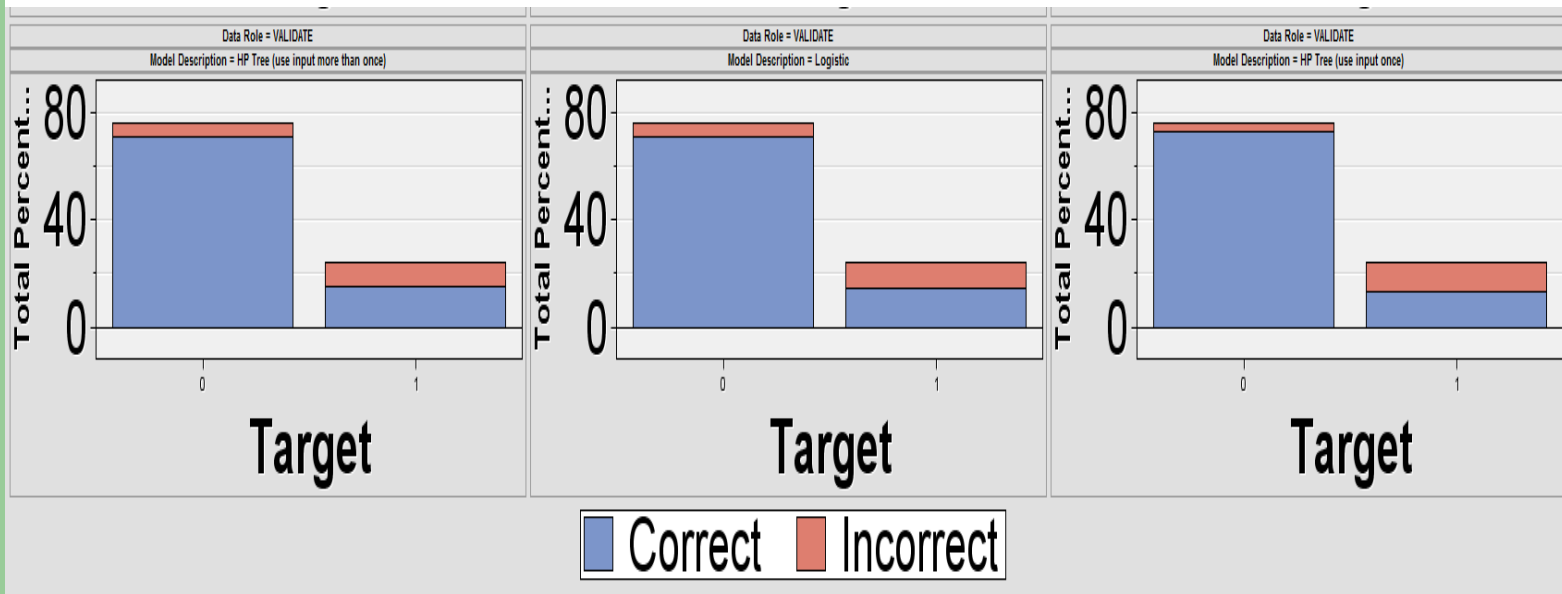 Data Role = VALIDATE
Model Description = HP Tree (use input more than once)
Total Percent...
80
40
0
0
1
Target
Data Role = VALIDATE
Model Description = Logistic
Total Percent...
80
40
0
0
1
Target
Data Role = VALIDATE
Model Description = HP Tree (use input once)
Total Percent...
80
40
0
0
1
Target
Correct
Incorrect